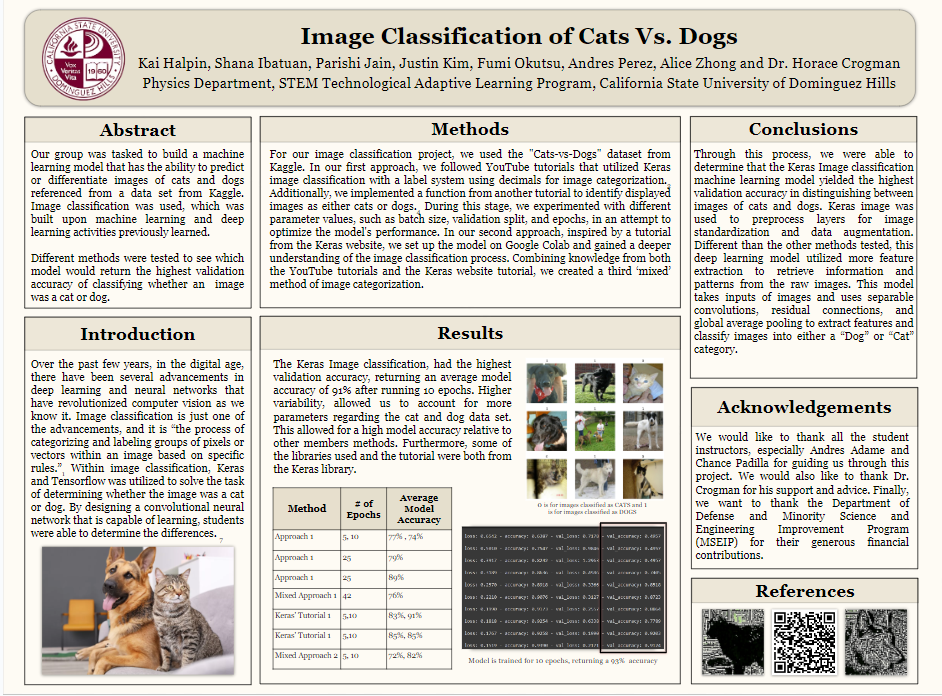 CALIFORNIA STATE UNIVERSITY
DOMINGUEZ HILLS
Vox Veritas Vita
1960
Image Classification of Cats Vs. Dogs
Kai Halpin, Shana Ibatuan, Parishi Jain, Justin Kim, Fumi Okutsu, Andres Perez, Alice Zhong and Dr. Horace Crogman
Physics Department, STEM Technological Adaptive Learning Program, California State University of Dominguez Hills
Abstract
Our group was tasked to build a machine
learning model that has the ability to predict
or differentiate images of cats and dogs
referenced from a data set from Kaggle.
Image classification was used, which was
built upon machine learning and deep
learning activities previously learned.
Different methods were tested to see which
model would return the highest validation
accuracy of classifying whether an image
was a cat or dog.
Introduction
Over the past few years, in the digital age,
there have been several advancements in
deep learning and neural networks that
have revolutionized computer vision as we
know it. Image classification is just one of
the advancements, and it is “the process of
categorizing and labeling groups of pixels or
vectors within an image based on specific
rules.” Within image classification, Keras
and Tensorflow was utilized to solve the task
of determining whether the image was a cat
or dog. By designing a convolutional neural
network that is capable of learning, students
were able to determine the differences.
Methods
For our image classification project, we used the "Cats-vs-Dogs" dataset from
Kaggle. In our first approach, we followed YouTube tutorials that utilized Keras
image classification with a label system using decimals for image categorization.
Additionally, we implemented a function from another tutorial to identify displayed
images as either cats or dogs. During this stage, we experimented with different
parameter values, such as batch size, validation split, and epochs, in an attempt to
optimize the model's performance. In our second approach, inspired by a tutorial
from the Keras website, we set up the model on Google Colab and gained a deeper
understanding of the image classification process. Combining knowledge from both
the YouTube tutorials and the Keras website tutorial, we created a third ‘mixed’
method of image categorization.
Results
The Keras Image classification, had the highest
validation accuracy, returning an average model
accuracy of 91% after running 10 epochs. Higher
variability, allowed us to account for more
parameters regarding the cat and dog data set.
This allowed for a high model accuracy relative to
other members methods. Furthermore, some of
the libraries used and the tutorial were both from
the Keras library.
Method # of Epochs Average Model Accuracy
Approach 1 5, 10 77% , 74%
Approach 1 25 79%
Approach 1 25 89%
Mixed Approach 1 42 76%
Keras' Tutorial 1 5,10 83%, 91%
Keras' Tutorial 1 5,10 85%, 85%
Mixed Approach 2 5, 10 72%, 82%
0 is for images classified as CATS and 1
is for images classified as DOGS
Model is trained for 10 epochs, returning a 93% accuracy
Conclusions
Through this process, we were able to
determine that the Keras Image classification
machine learning model yielded the highest
validation accuracy in distinguishing between
images of cats and dogs. Keras image was
used to preprocess layers for image
standardization and data augmentation.
Different than the other methods tested, this
deep learning model utilized more feature
extraction to retrieve information and
patterns from the raw images. This model
takes inputs of images and uses separable
convolutions, residual connections, and
global average pooling to extract features and
classify images into either a “Dog” or “Cat”
category.
Acknowledgements
We would like to thank all the student
instructors, especially Andres Adame and
Chance Padilla for guiding us through this
project. We would also like to thank Dr.
Crogman for his support and advice. Finally,
we want to thank the Department of
Defense and Minority Science and
Engineering Improvement Program
(MSEIP) for their generous financial
contributions.
References